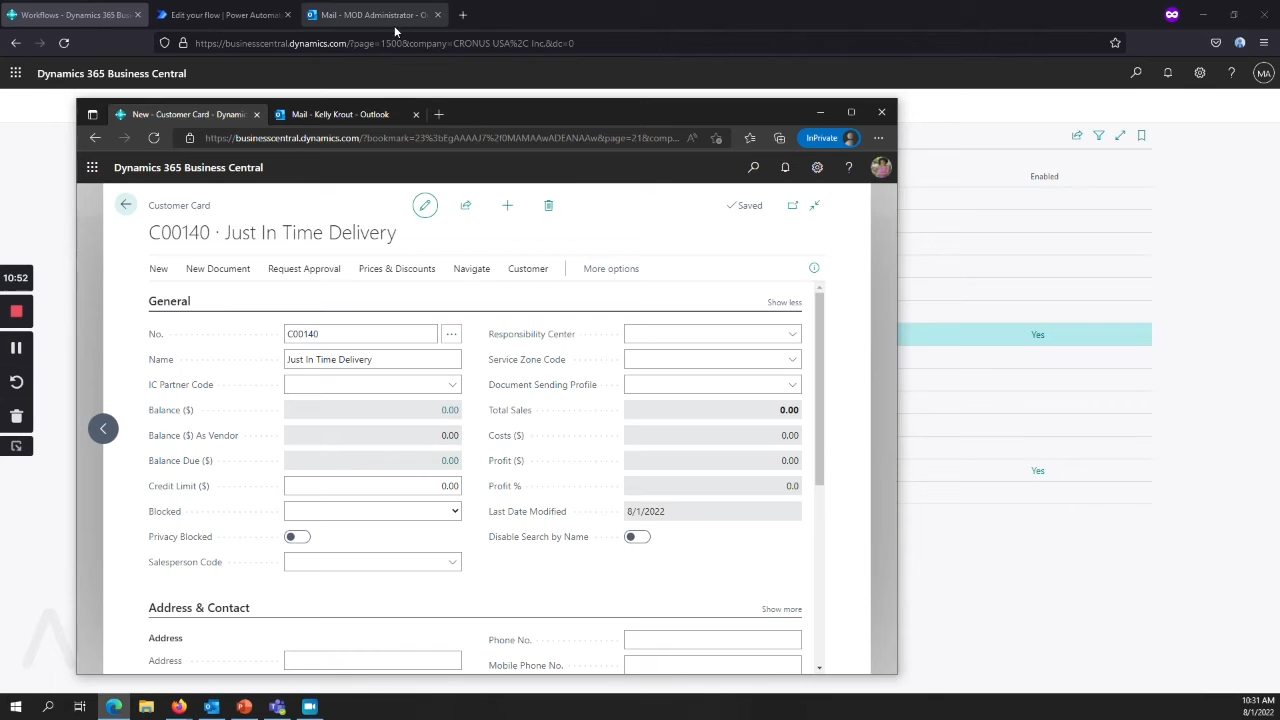 Workflows - Dynamics 365 Busi
Edit your flow | Power Automat
Mail - MOD Administrator - O
https://businesscentral.dynamics.com/?page=1500&company=CRONUS USA%2C Inc.&dc=0
Dynamics 365 Business Central
MA
New - Customer Card - Dynamic
Mail - Kelly Krout - Outlook
https://businesscentral.dynamics.com/?bookmark=23%3bEgAAAAJ7%2f0MAMAAwADEANAAw&page=21&comp...
InPrivate
Dynamics 365 Business Central
Enabled
Customer Card
Saved
C00140 · Just In Time Delivery
New
New Document
Request Approval
Prices & Discounts
Navigate
Customer
More options
10:52
General
Show less
No.
C00140
Responsibility Center
Yes
Name
Just In Time Delivery
Service Zone Code
IC Partner Code
Document Sending Profile
Balance ($)
0.00
Total Sales
0.00
Balance ($) As Vendor
0.00
Costs ($)
0.00
Balance Due ($)
0.00
Profit ($)
0.00
Yes
Credit Limit ($)
0.00
Profit %
0.0
Blocked
Last Date Modified
8/1/2022
Privacy Blocked
Disable Search by Name
Salesperson Code
Address & Contact
Show more
Address
Phone No.
Address
Mobile Phone No.
10:31 AM
8/1/2022